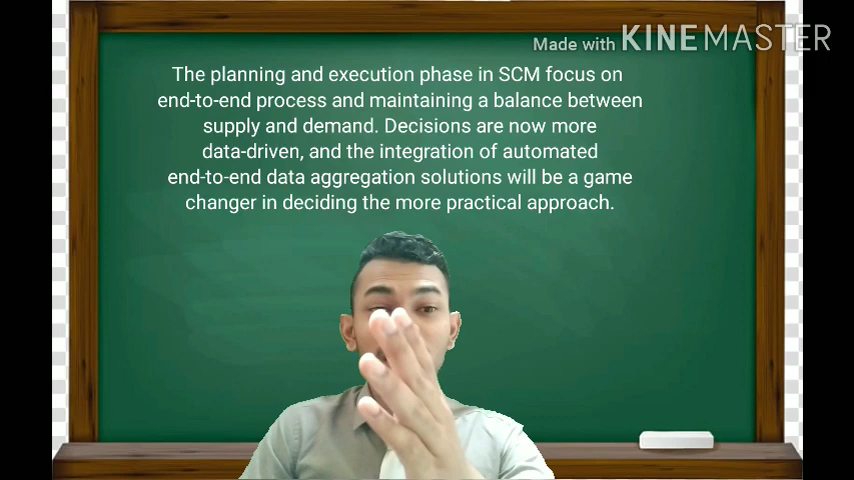 Made with KINEMASTER
The planning and execution phase in SCM focus on
end-to-end process and maintaining a balance between
supply and demand. Decisions are now more
data-driven, and the integration of automated
end-to-end data aggregation solutions will be a game
changer in deciding the more practical approach.